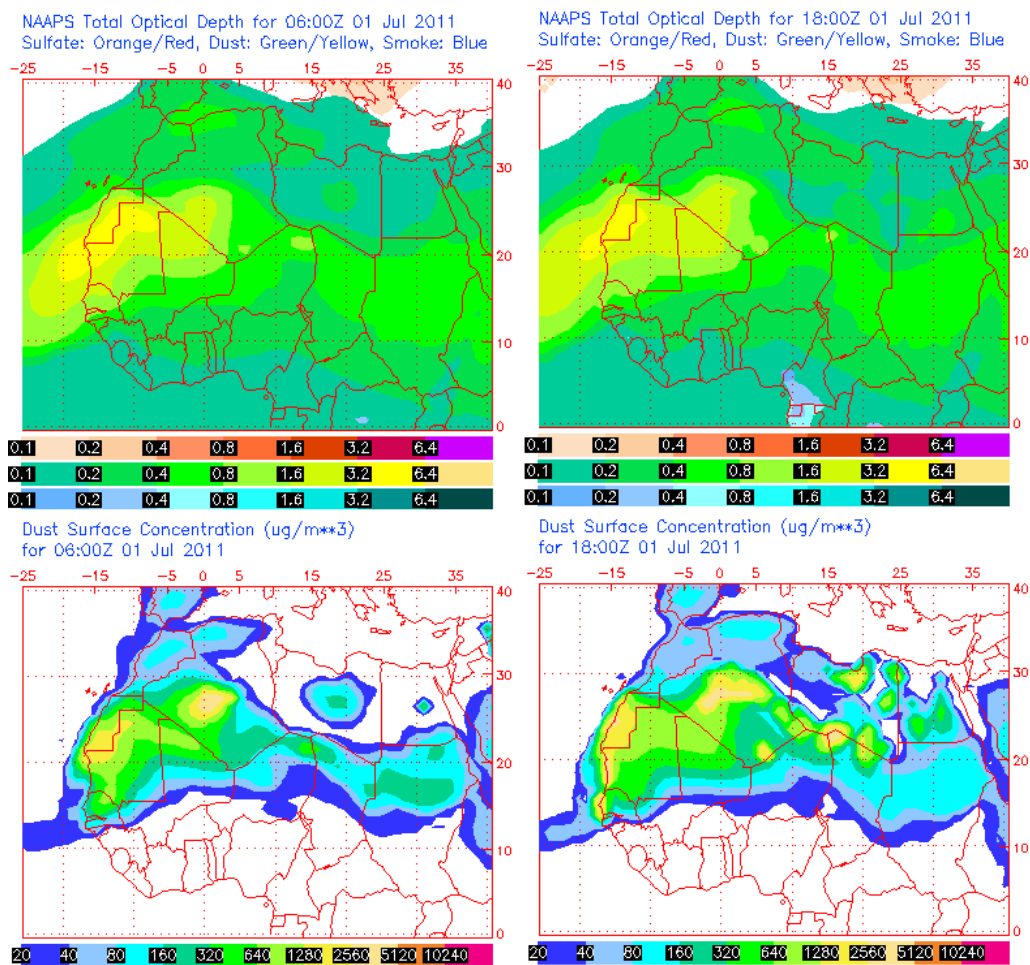 NAAPS Total Optical Depth for 06:00Z 01 Jul 2011
Sulfate: Orange/Red, Dust: Green/Yellow, Smoke: Blue
-25 -15 -5 0 5 15 25 35
40
30
20
10
0
0.1 0.2 0.4 0.8 1.6 3.2 6.4
0.1 0.2 0.4 0.8 1.6 3.2 6.4
0.1 0.2 0.4 0.8 1.6 3.2 6.4
NAAPS Total Optical Depth for 18:00Z 01 Jul 2011
Sulfate: Orange/Red, Dust: Green/Yellow, Smoke: Blue
-25 -15 -5 0 5 15 25 35
40
30
20
10
0
0.1 0.2 0.4 0.8 1.6 3.2 6.4
0.1 0.2 0.4 0.8 1.6 3.2 6.4
0.1 0.2 0.4 0.8 1.6 3.2 6.4
Dust Surface Concentration (ug/m**3)
for 06:00Z 01 Jul 2011
-25 -15 -5 0 5 15 25 35
40
30
20
10
0
20 40 80 160 320 640 1280 2560 5120 10240
Dust Surface Concentration (ug/m**3)
for 18:00Z 01 Jul 2011
-25 -15 -5 0 5 15 25 35
40
30
20
10
0
20 40 80 160 320 640 1280 2560 5120 10240